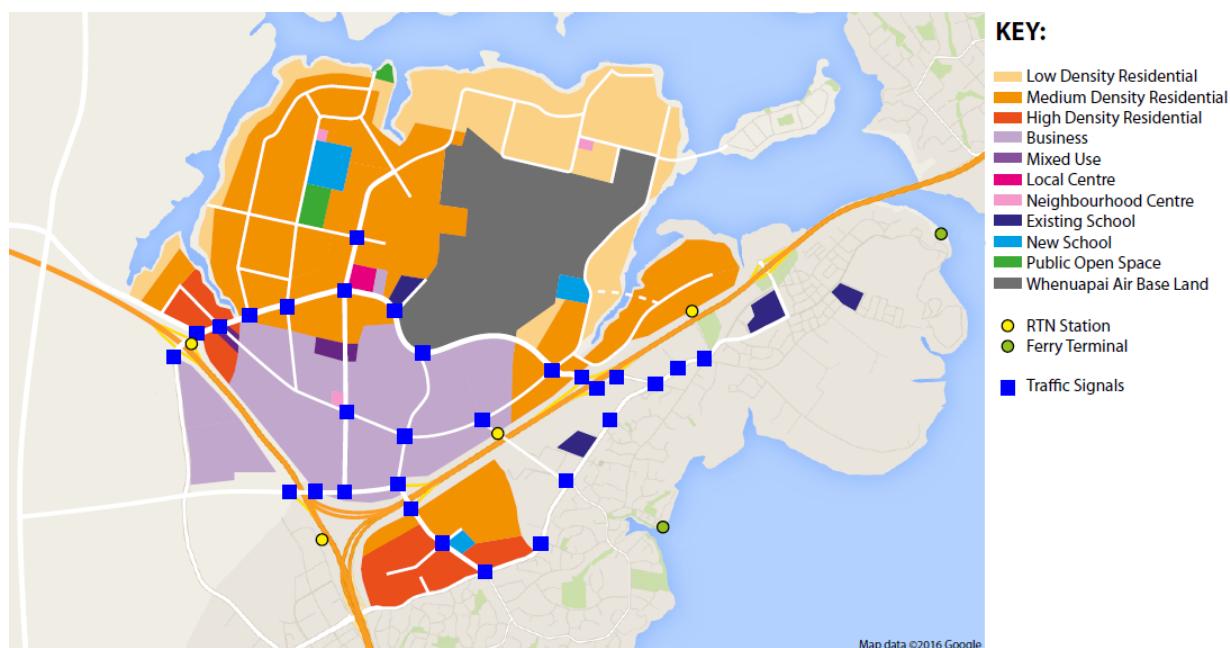 KEY:
Low Density Residential
Medium Density Residential
High Density Residential
Business
Mixed Use
Local Centre
Neighbourhood Centre
Existing School
New School
Public Open Space
Whenuapai Air Base Land
RTN Station
Ferry Terminal
Traffic Signals
Map data ©2016 Google